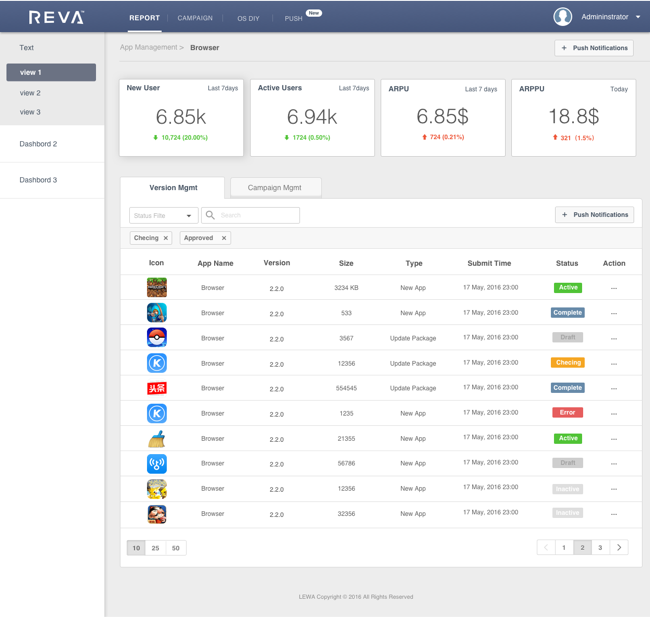 REVA
REPORT
CAMPAIGN
OS DIY
PUSH
New
Admininstrator
Text
view 1
view 2
view 3
Dashbord 2
Dashbord 3
App Management > Browser
+ Push Notifications
New User Last 7days
6.85k
10,724 (20.00%)
Active Users Last 7days
6.94k
1724 (0.50%)
ARPU Last 7 days
6.85$
724 (0.21%)
ARPPU Today
18.8$
321 (1.5%)
Version Mgmt
Campaign Mgmt
Status Filte
Search
+ Push Notifications
Checing ×
Approved ×
Icon App Name Version Size Type Submit Time Status Action
Browser 2.2.0 3234 KB New App 17 May, 2016 23:00 Active ---
Browser 2.2.0 533 New App 17 May, 2016 23:00 Complete ---
Browser 2.2.0 3567 Update Package 17 May, 2016 23:00 Draft ---
Browser 2.2.0 12356 Update Package 17 May, 2016 23:00 Checing ---
头条 Browser 2.2.0 554545 Update Package 17 May, 2016 23:00 Complete ---
Browser 2.2.0 1235 New App 17 May, 2016 23:00 Error ---
Browser 2.2.0 21355 New App 17 May, 2016 23:00 Active ---
Browser 2.2.0 56786 New App 17 May, 2016 23:00 Draft ---
Browser 2.2.0 12356 New App 17 May, 2016 23:00 Inactive ---
Browser 2.2.0 32356 New App 17 May, 2016 23:00 Inactive ---
10 25 50
< 1 2 3 >
LEWA Copyright © 2016 All Rights Reserved